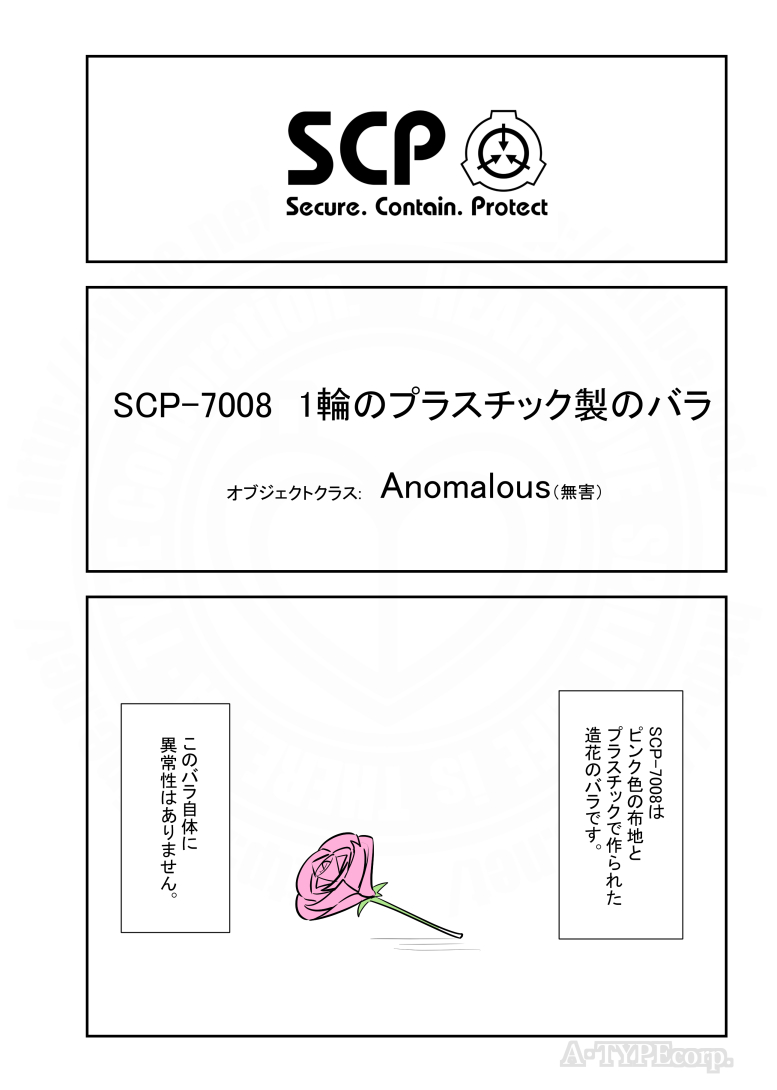 SCP
Secure. Contain. Protect
SCP-7008 1輪のプラスチック製のバラ
オブジェクトクラス: Anomalous(無害)
SCP-7008は
ピンク色の布地と
プラスチックで作られた
造花のバラです。
このバラ自体に
異常性はありません。
A-TYPEcorp.